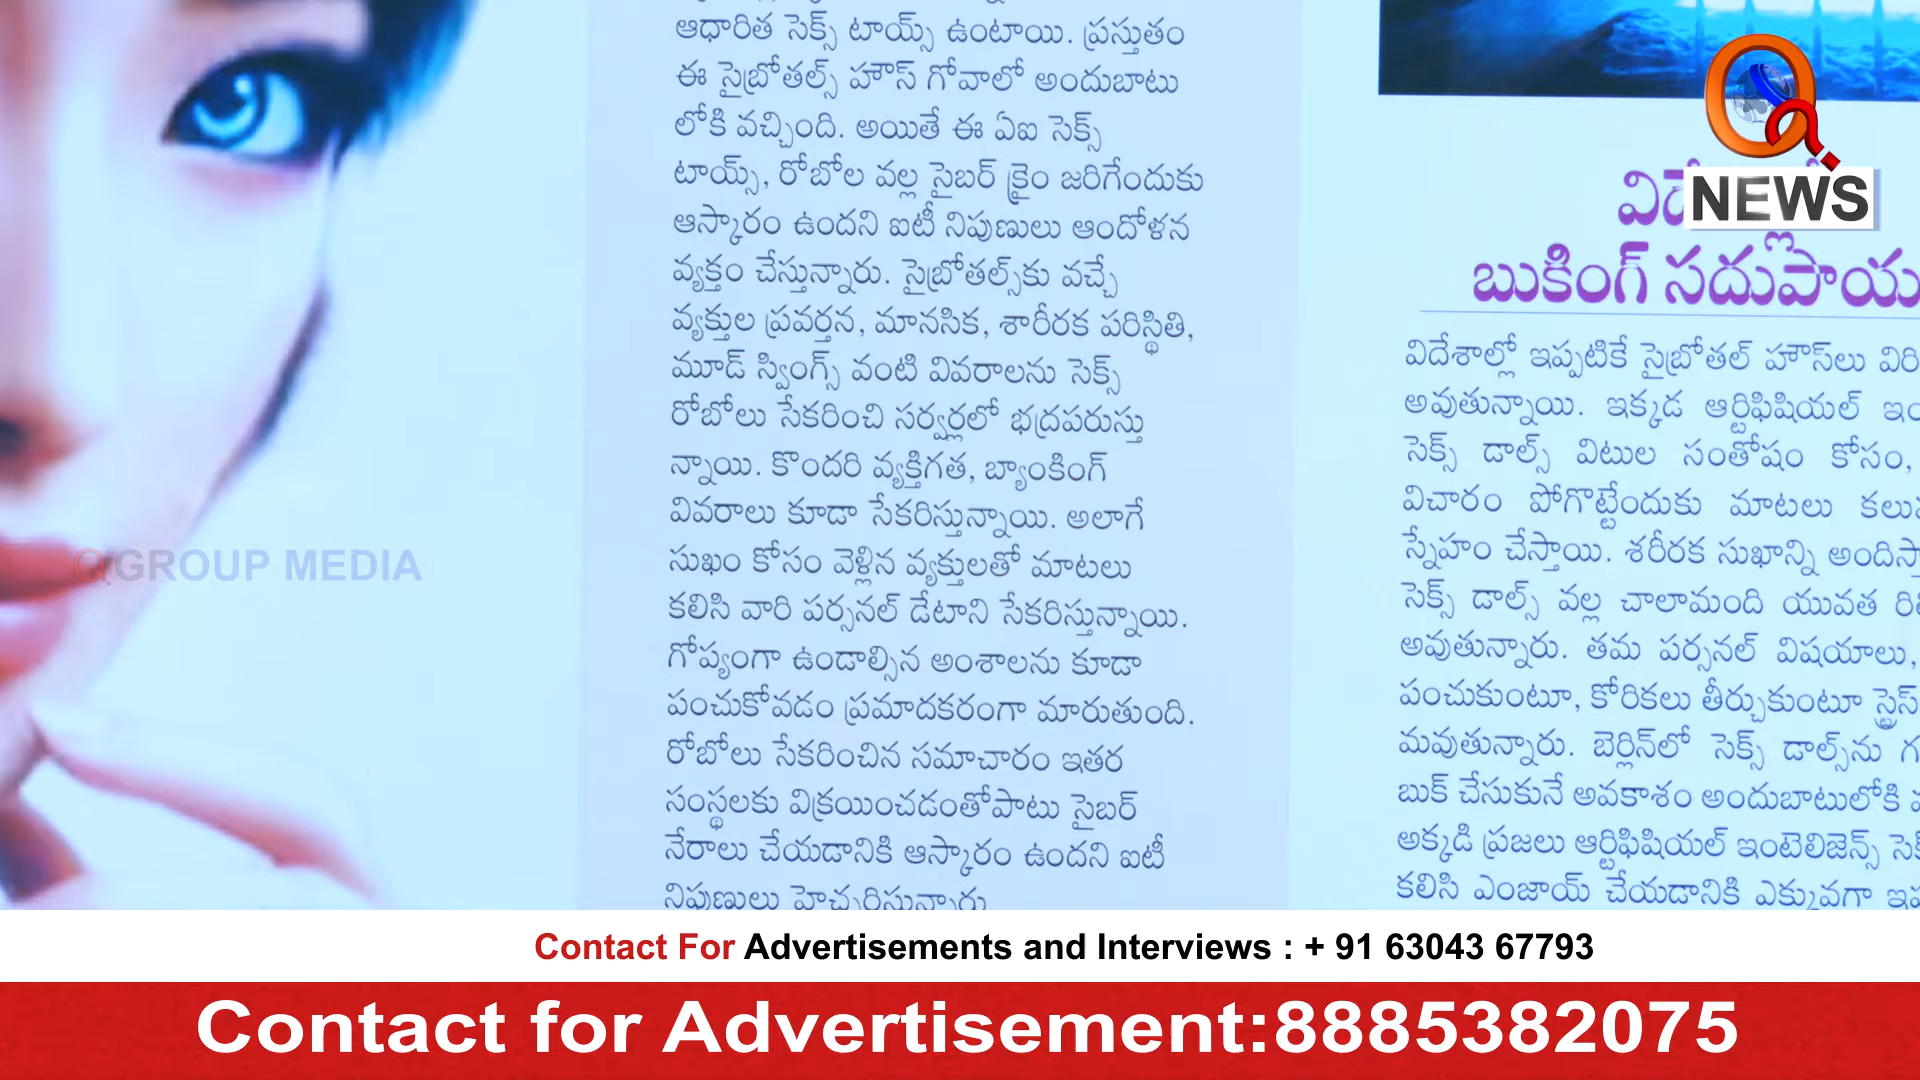 ఆధారిత సెక్స్ టాయ్స్ ఉంటాయి. ప్రస్తుతం
ఈ సైబ్రోతల్స్ హౌస్ గోవాలో అందుబాటు
లోకి వచ్చింది. అయితే ఈ ఏఐ సెక్స్
టాయ్స్, రోబోల వల్ల సైబర్ క్రైం జరిగేందుకు
ఆస్కారం ఉందని ఐటీ నిపుణులు ఆందోళన
వ్యక్తం చేస్తున్నారు. సైబ్రోతల్స్‌కు వచ్చే
వ్యక్తుల ప్రవర్తన, మానసిక, శారీరక పరిస్థితి,
మూడ్ స్వింగ్స్ వంటి వివరాలను సెక్స్
రోబోలు సేకరించి సర్వర్లలో భద్రపరుస్తు
న్నాయి. కొందరి వ్యక్తిగత, బ్యాంకింగ్
వివరాలు కూడా సేకరిస్తున్నాయి. అలాగే
సుఖం కోసం వెళ్లిన వ్యక్తులతో మాటలు
కలిసి వారి పర్సనల్ డేటాని సేకరిస్తున్నాయి.
గోప్యంగా ఉండాల్సిన అంశాలను కూడా
పంచుకోవడం ప్రమాదకరంగా మారుతుంది.
రోబోలు సేకరించిన సమాచారం ఇతర
సంస్థలకు విక్రయించడంతోపాటు సైబర్
నేరాలు చేయడానికి ఆస్కారం ఉందని ఐటీ
నిపుణులు హెచ్చరిస్తున్నారు
బుకింగ్ సదుపాయ
విదేశాల్లో ఇప్పటికే సైబ్రోతల్ హౌస్‌లు విరి
అవుతున్నాయి. ఇక్కడ ఆర్టిఫిషియల్ ఇం
సెక్స్ డాల్స్ విటుల సంతోషం కోసం,
విచారం పోగొట్టేందుకు మాటలు కలు
స్నేహం చేస్తాయి. శరీరక సుఖాన్ని అందిస్తా
సెక్స్ డాల్స్ వల్ల చాలామంది యువత రి
అవుతున్నారు. తమ పర్సనల్ విషయాలు,
పంచుకుంటూ, కోరికలు తీర్చుకుంటూ స్ట్రెస్
మవుతున్నారు. బెర్లిన్‌లో సెక్స్ డాల్స్‌ను గ
బుక్ చేసుకునే అవకాశం అందుబాటులోకి
అక్కడి ప్రజలు ఆర్టిఫిషియల్ ఇంటెలిజెన్స్ సెక్
కలిసి ఎంజాయ్ చేయడానికి ఎక్కువగా ఇ
Q NEWS
QGROUP MEDIA
Contact For Advertisements and Interviews : + 91 63043 67793
Contact for Advertisement:8885382075